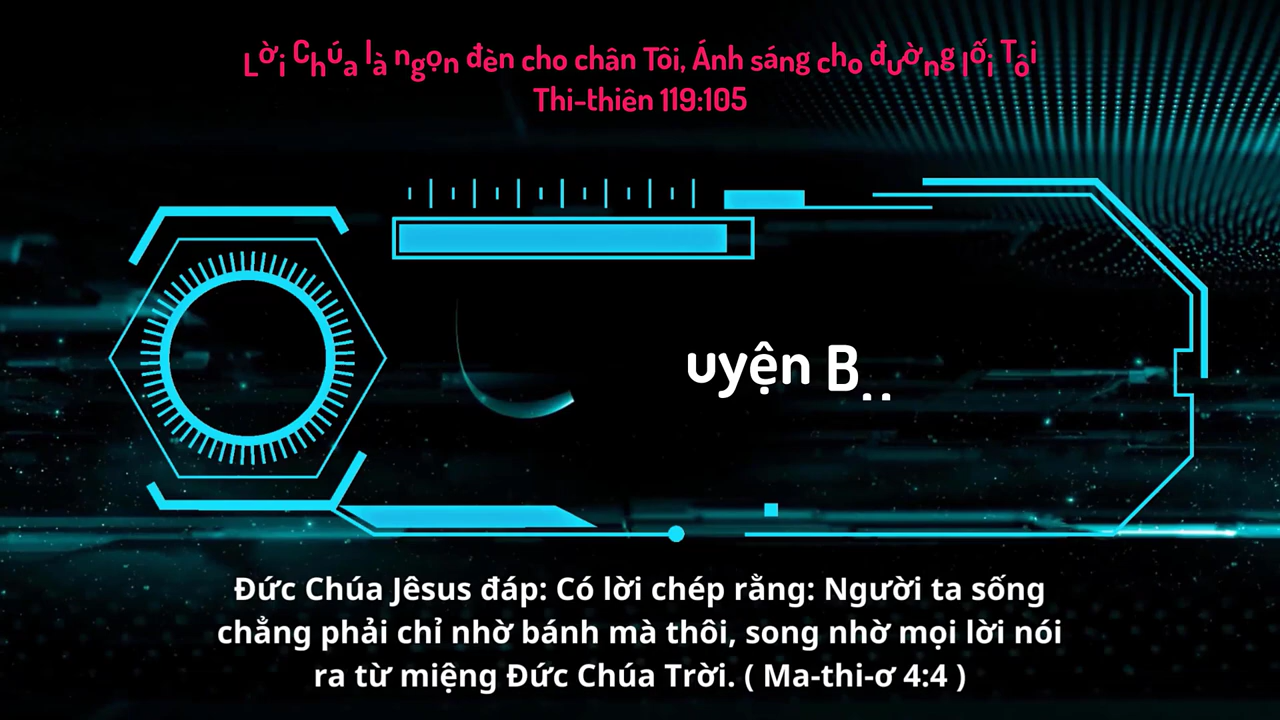 Lời Chúa là ngọn đèn cho chân Tôi, Ánh sáng cho đường lối Tôi
Thi-thiên 119:105
uyện B
Đức Chúa Jêsus đáp: Có lời chép rằng: Người ta sống
chẳng phải chỉ nhờ bánh mà thôi, song nhờ mọi lời nói
ra từ miệng Đức Chúa Trời. ( Ma-thi-ơ 4:4 )